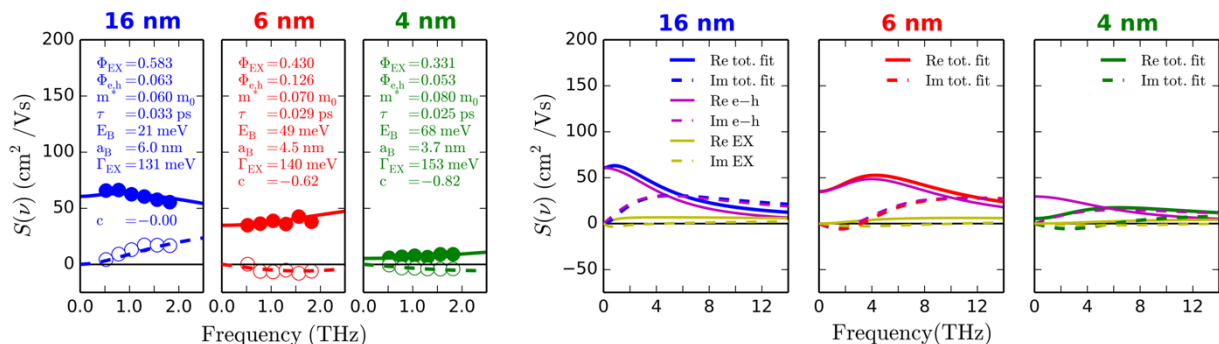 16 nm
6 nm
4 nm
S(ν) (cm² /Vs)
200
150
100
50
0
Φ_EX =0.583
Φ_e,h =0.063
m* =0.060 m₀
τ =0.033 ps
E_B =21 meV
a_B =6.0 nm
Γ_EX =131 meV
c =−0.00
0.0 1.0 2.0
Φ_EX =0.430
Φ_e,h =0.126
m* =0.070 m₀
τ =0.029 ps
E_B =49 meV
a_B =4.5 nm
Γ_EX =140 meV
c =−0.62
0.0 1.0 2.0
Φ_EX =0.331
Φ_e,h =0.053
m* =0.080 m₀
τ =0.025 ps
E_B =68 meV
a_B =3.7 nm
Γ_EX =153 meV
c =−0.82
0.0 1.0 2.0
Frequency (THz)
16 nm
6 nm
4 nm
S(ν) (cm² /Vs)
200
150
100
50
0
−50
Re tot. fit
Im tot. fit
Re e−h
Im e−h
Re EX
Im EX
0 4 8 12
Re tot. fit
Im tot. fit
0 4 8 12
Re tot. fit
Im tot. fit
0 4 8 12
Frequency(THz)